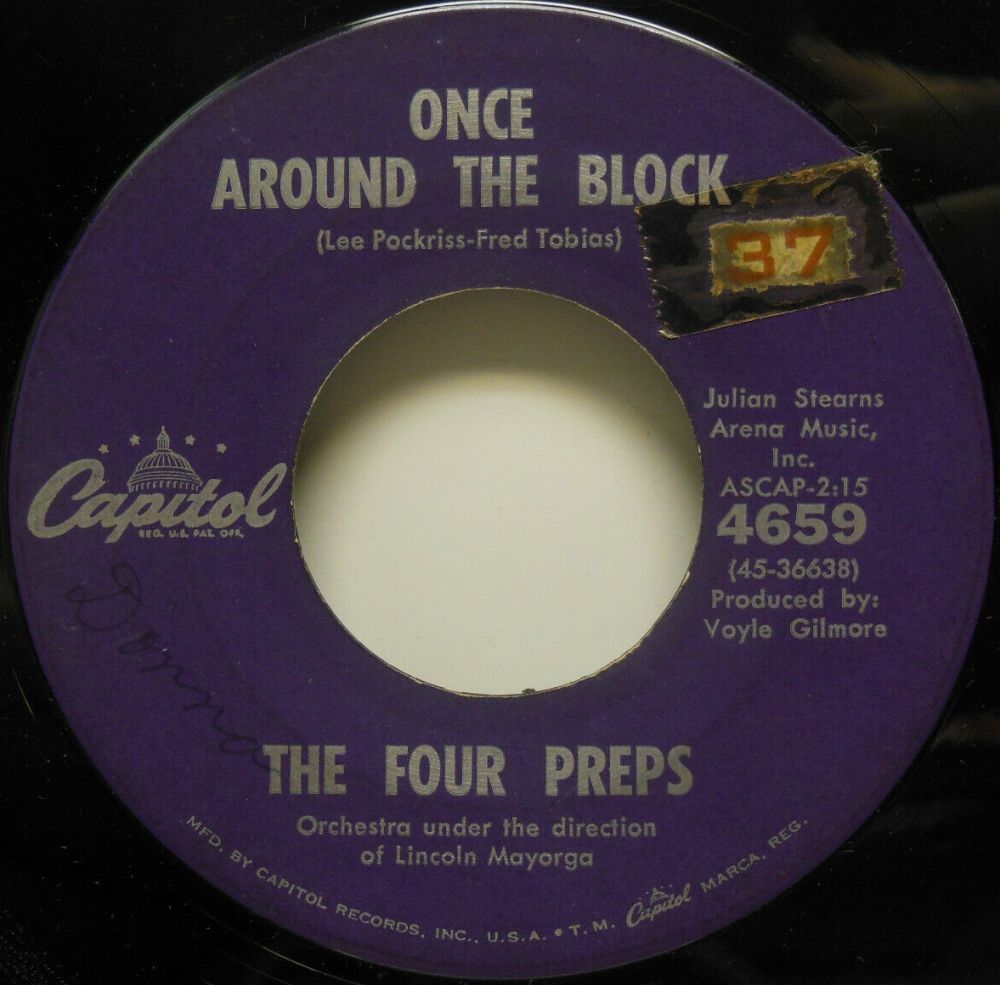 ONCE
AROUND THE BLOCK
(Lee Pockriss-Fred Tobias)
37
Julian Stearns
Arena Music,
Inc.
ASCAP-2:15
4659
(45-36638)
Produced by:
Voyle Gilmore
Capitol
REG. U.S. PAT. OFF.
Donna
THE FOUR PREPS
Orchestra under the direction
of Lincoln Mayorga
MFD. BY CAPITOL RECORDS, INC., U.S.A. • T.M. Capitol MARCA. REG.